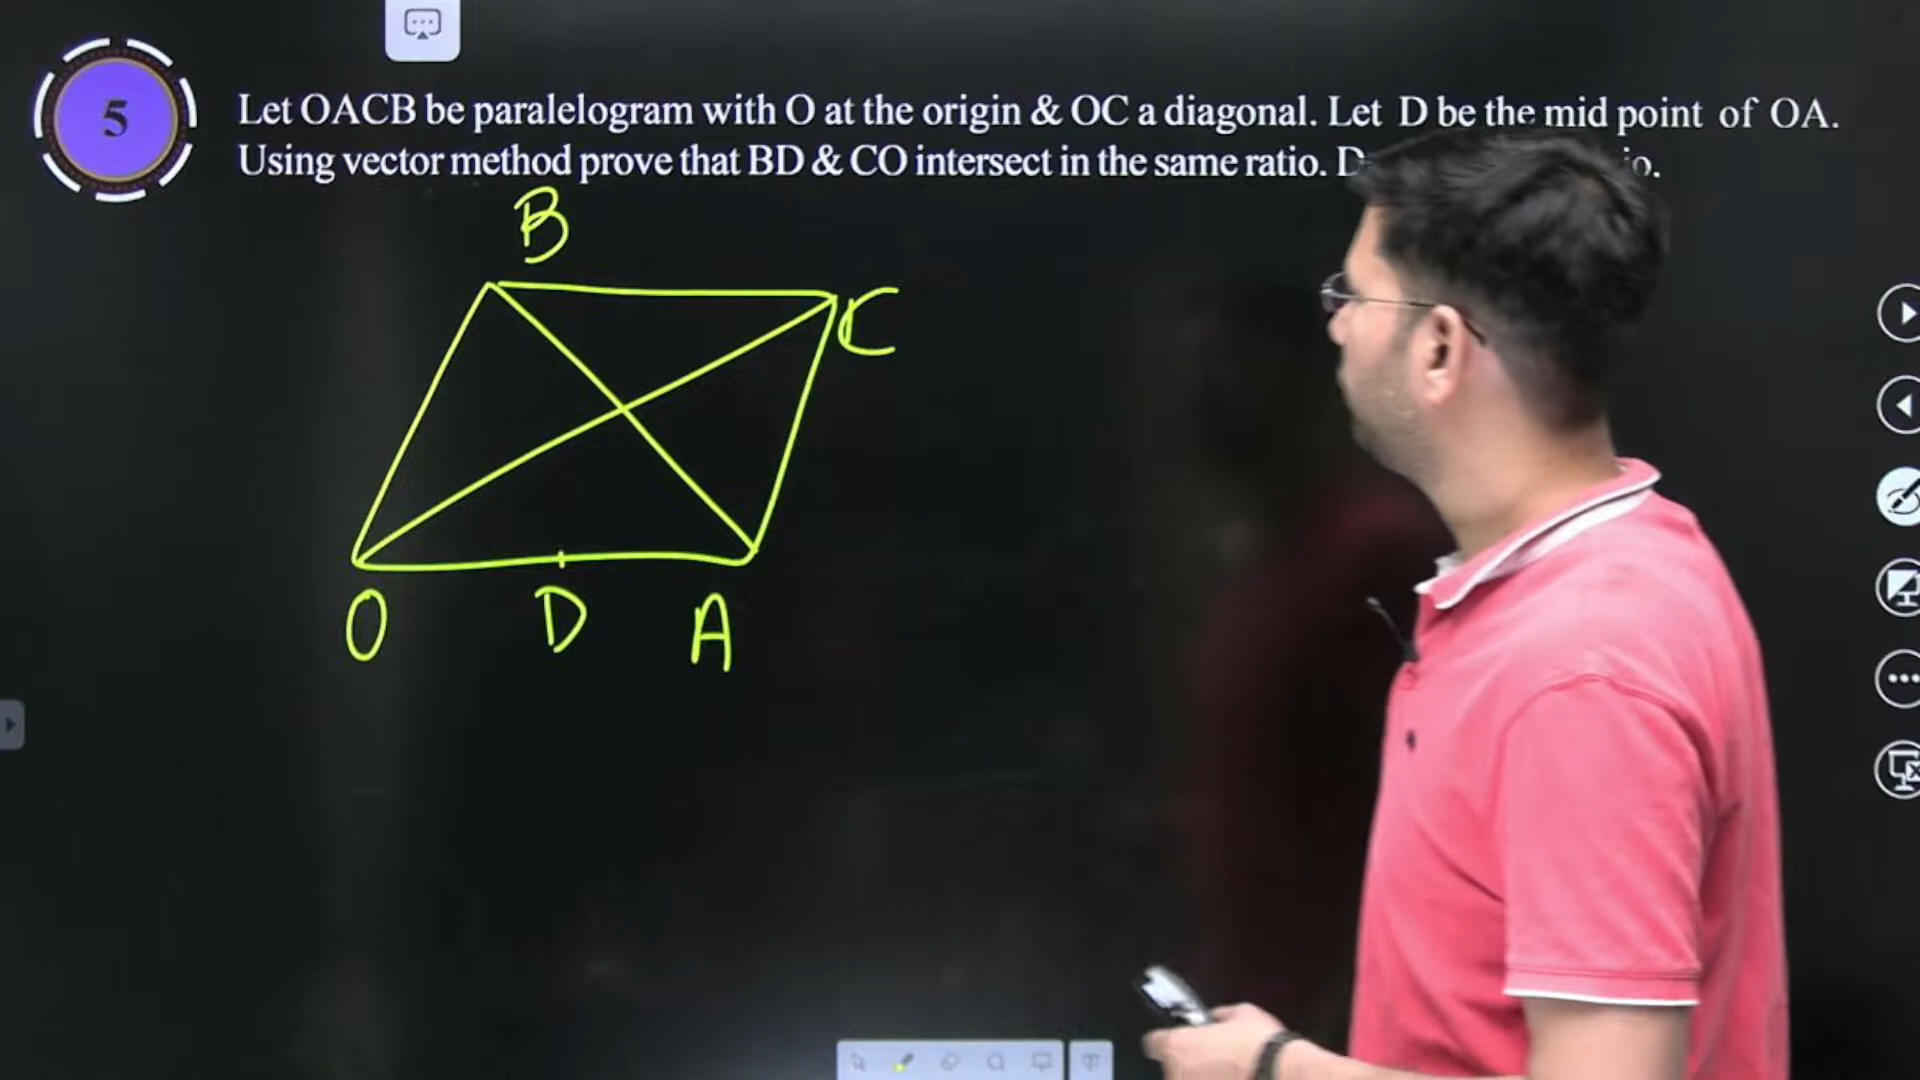 5
Let OACB be paralelogram with O at the origin & OC a diagonal. Let D be the mid point of OA.
Using vector method prove that BD & CO intersect in the same ratio.
B
C
O D A